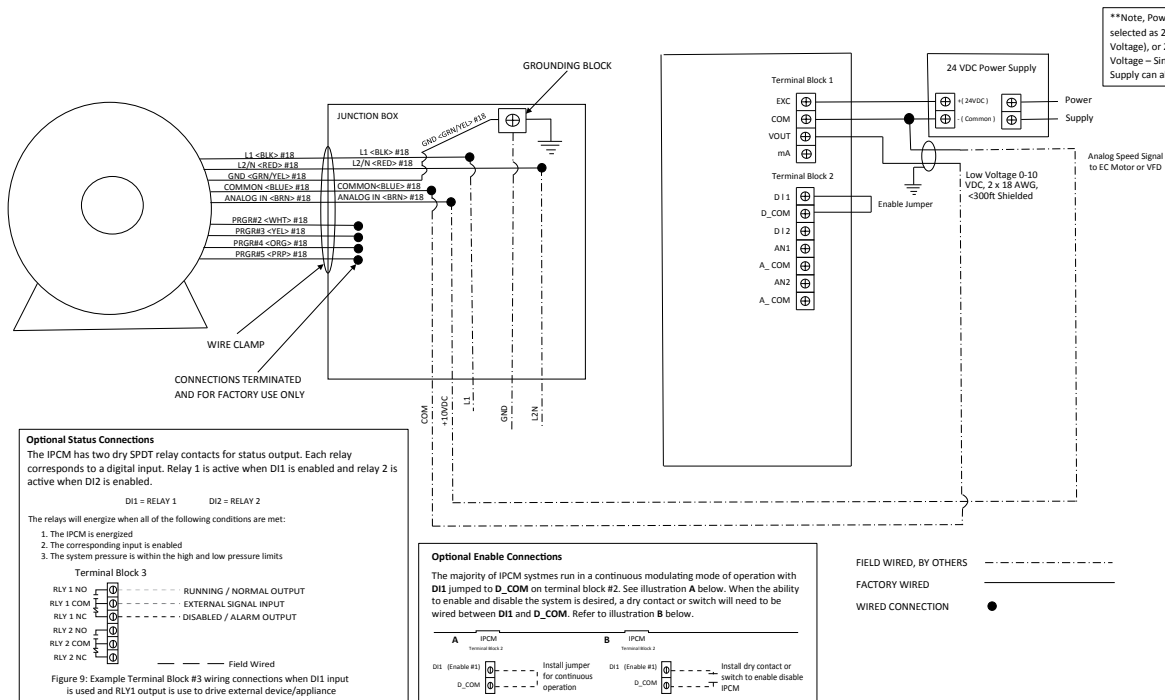 **Note, Pow
selected as 2
Voltage), or 2
Voltage – Sin
Supply can a
GROUNDING BLOCK
JUNCTION BOX
GND <GRN/YEL> #18
L1 <BLK> #18
L2/N <RED> #18
GND <GRN/YEL> #18
COMMON <BLUE> #18
ANALOG IN <BRN> #18
L1 <BLK> #18
L2/N <RED> #18
COMMON<BLUE> #18
ANALOG IN <BRN> #18
PRGR#2 <WHT> #18
PRGR#3 <YEL> #18
PRGR#4 <ORG> #18
PRGR#5 <PRP> #18
WIRE CLAMP
CONNECTIONS TERMINATED
AND FOR FACTORY USE ONLY
COM
+10VDC
L1
GND
L2N
Terminal Block 1
EXC
COM
VOUT
mA
Terminal Block 2
D I 1
D_COM
D I 2
AN1
A_ COM
AN2
A_ COM
Enable Jumper
24 VDC Power Supply
+( 24VDC )
- ( Common )
Power
Supply
Low Voltage 0-10
VDC, 2 x 18 AWG,
<300ft Shielded
Analog Speed Signal
to EC Motor or VFD
Optional Status Connections
The IPCM has two dry SPDT relay contacts for status output. Each relay
corresponds to a digital input. Relay 1 is active when DI1 is enabled and relay 2 is
active when DI2 is enabled.
DI1 = RELAY 1 DI2 = RELAY 2
The relays will energize when all of the following conditions are met:
1. The IPCM is energized
2. The corresponding input is enabled
3. The system pressure is within the high and low pressure limits
Terminal Block 3
RLY 1 NO
RLY 1 COM
RLY 1 NC
RLY 2 NO
RLY 2 COM
RLY 2 NC
RUNNING / NORMAL OUTPUT
EXTERNAL SIGNAL INPUT
DISABLED / ALARM OUTPUT
Field Wired
Figure 9: Example Terminal Block #3 wiring connections when DI1 input
is used and RLY1 output is use to drive external device/appliance
Optional Enable Connections
The majority of IPCM systmes run in a continuous modulating mode of operation with
DI1 jumped to D_COM on terminal block #2. See illustration A below. When the ability
to enable and disable the system is desired, a dry contact or switch will need to be
wired between DI1 and D_COM. Refer to illustration B below.
A IPCM
Terminal Block 2
DI1 (Enable #1)
D_COM
Install jumper
for continuous
operation
B IPCM
Terminal Block 2
DI1 (Enable #1)
D_COM
Install dry contact or
switch to enable disable
IPCM
FIELD WIRED, BY OTHERS
FACTORY WIRED
WIRED CONNECTION